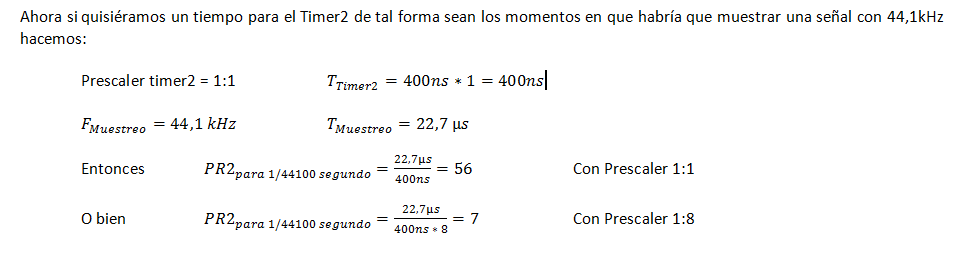 Ahora si quisiéramos un tiempo para el Timer2 de tal forma sean los momentos en que habría que muestrar una señal con 44,1kHz
hacemos:
Prescaler timer2 = 1:1 T_Timer2 = 400ns * 1 = 400ns
F_Muestreo = 44,1 kHz T_Muestreo = 22,7 µs
Entonces PR2_para 1/44100 segundo = 22,7µs / 400ns = 56 Con Prescaler 1:1
O bien PR2_para 1/44100 segundo = 22,7µs / 400ns * 8 = 7 Con Prescaler 1:8